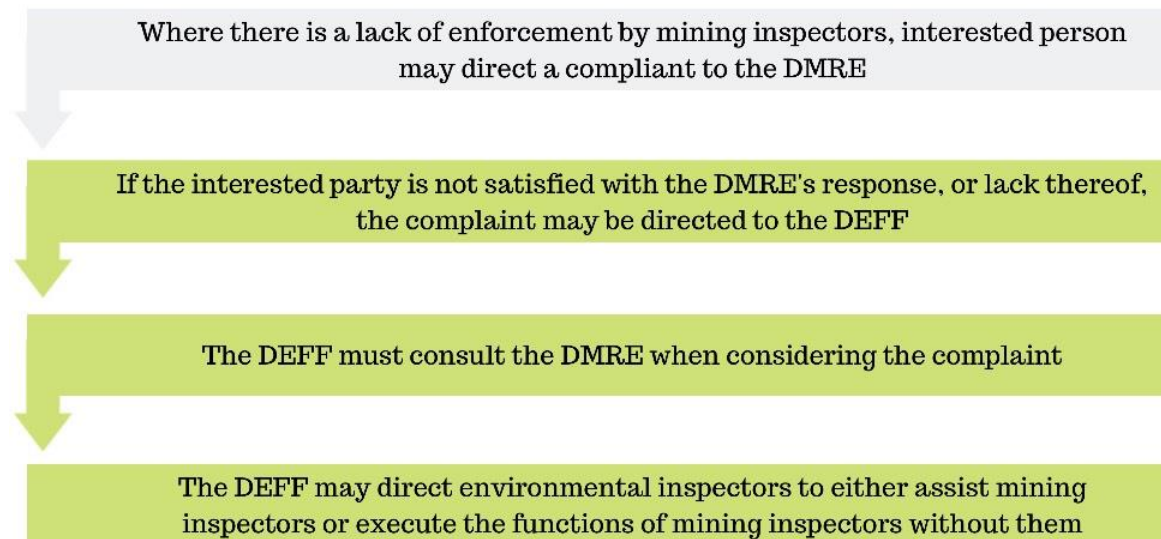 Where there is a lack of enforcement by mining inspectors, interested person
may direct a compliant to the DMRE
If the interested party is not satisfied with the DMRE's response, or lack thereof,
the complaint may be directed to the DEFF
The DEFF must consult the DMRE when considering the complaint
The DEFF may direct environmental inspectors to either assist mining
inspectors or execute the functions of mining inspectors without them